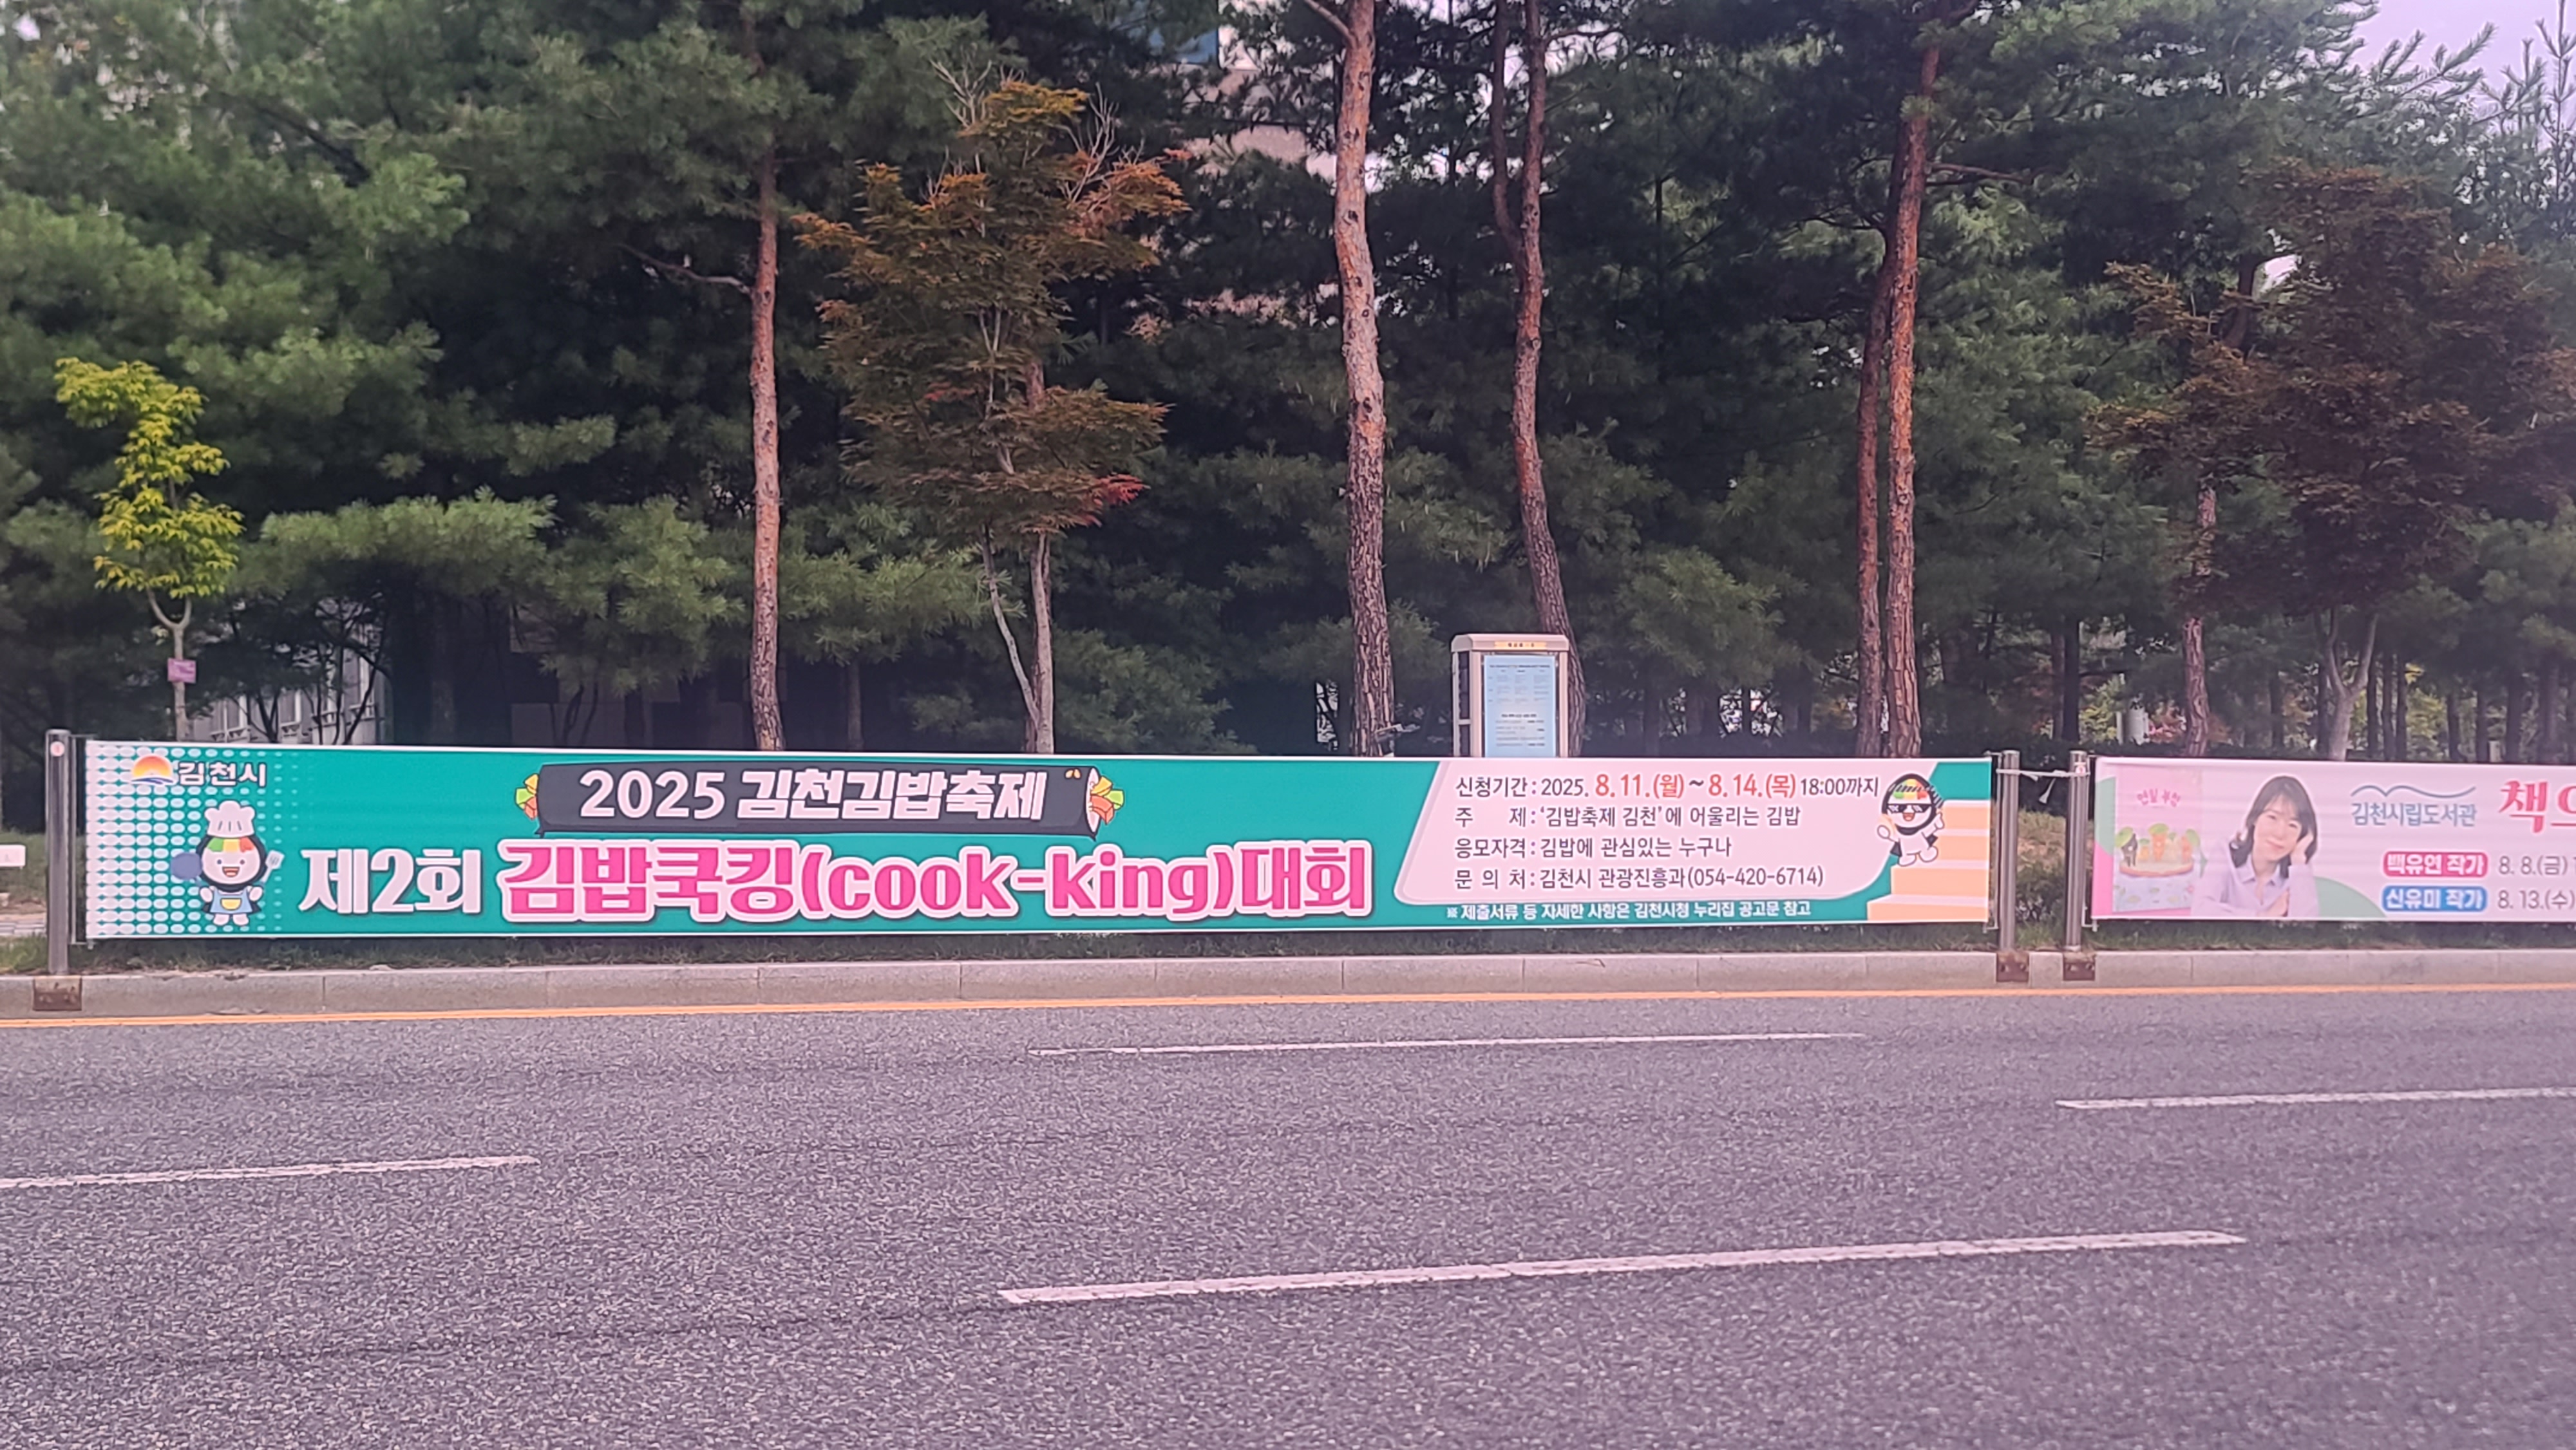 김천시
2025 김천김밥축제
제2회 김밥쿡킹(cook-king)대회
신청기간 : 2025. 8.11.(월) ~ 8.14.(목) 18:00까지
주 제 : '김밥축제 김천'에 어울리는 김밥
응모자격 : 김밥에 관심있는 누구나
문 의 처 : 김천시 관광진흥과(054-420-6714)
※ 제출서류 등 자세한 사항은 김천시청 누리집 공고문 참고
김천시립도서관
책
백유연 작가 8. 8.(금)
신유미 작가 8. 13.(수)